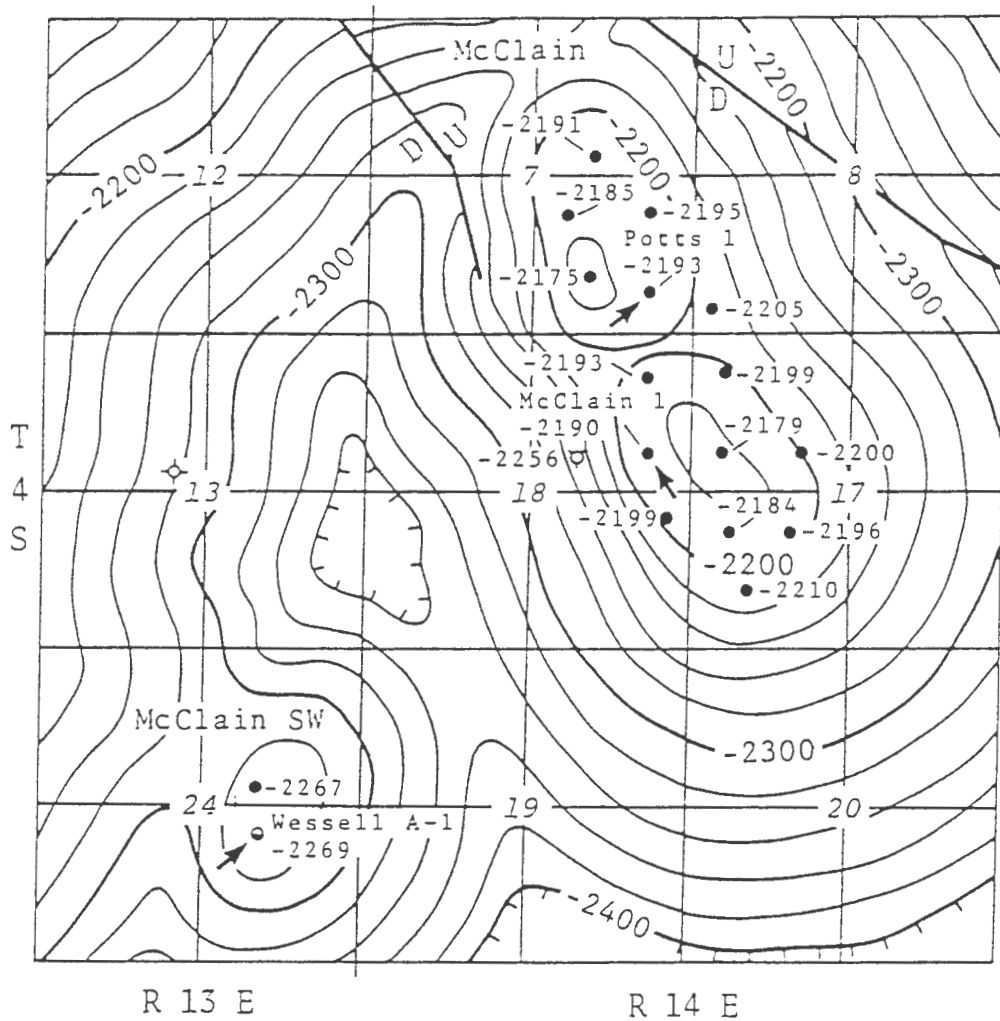 McClain
U
D
-2200
-2191
-2200
D
U
-2200
12
7
8
-2185
-2195
Potts 1
-2193
-2175
-2300
-2300
-2205
-2193
-2199
McClain 1
-2190
-2179
-2256
-2200
T
4
S
13
18
17
-2184
-2199
-2196
-2200
-2210
McClain SW
-2300
-2267
24
19
20
Wessell A-1
-2269
-2400
R 13 E
R 14 E